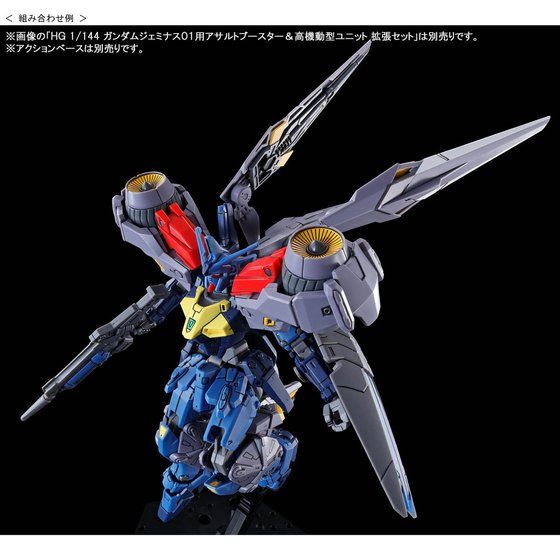 < 組み合わせ例 >
※画像の「HG 1/144 ガンダムジェミナス01用アサルトブースター＆高機動型ユニット 拡張セット」は別売りです。
※アクションベースは別売りです。